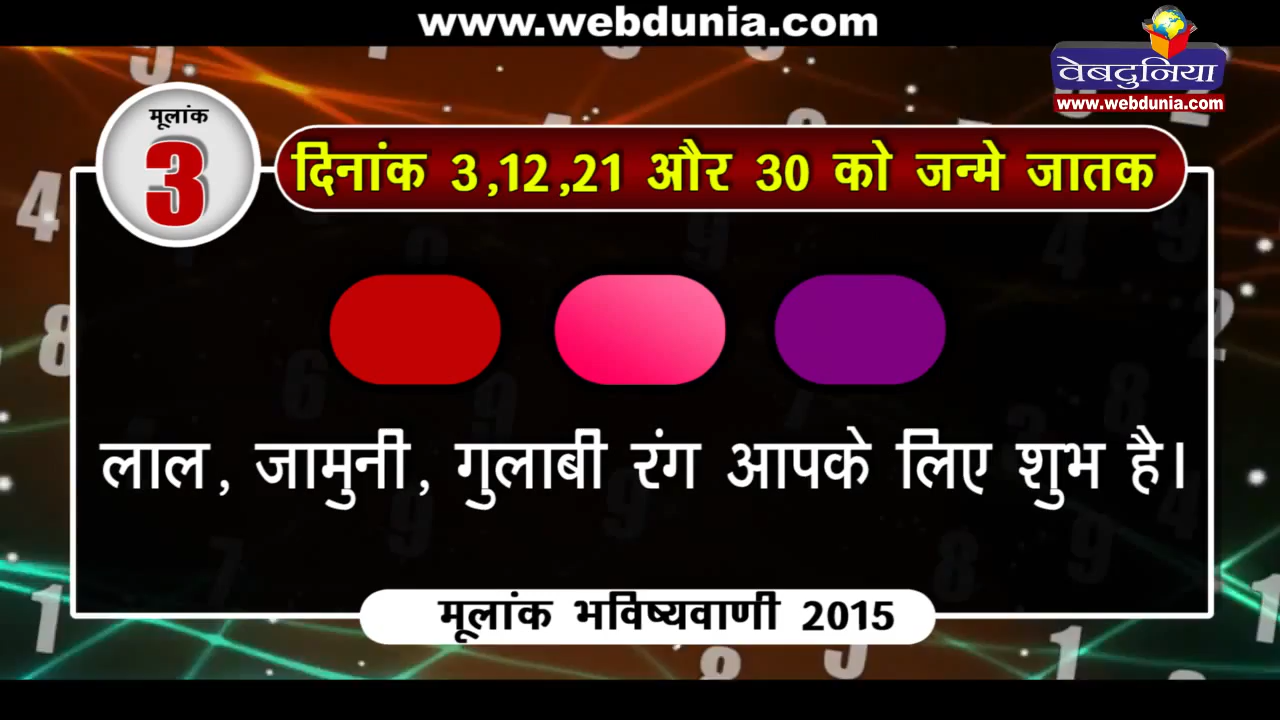 www.webdunia.com
वेबदुनिया
www.webdunia.com
मूलांक
3
दिनांक 3,12,21 और 30 को जन्मे जातक
लाल, जामुनी, गुलाबी रंग आपके लिए शुभ है।
मूलांक भविष्यवाणी 2015